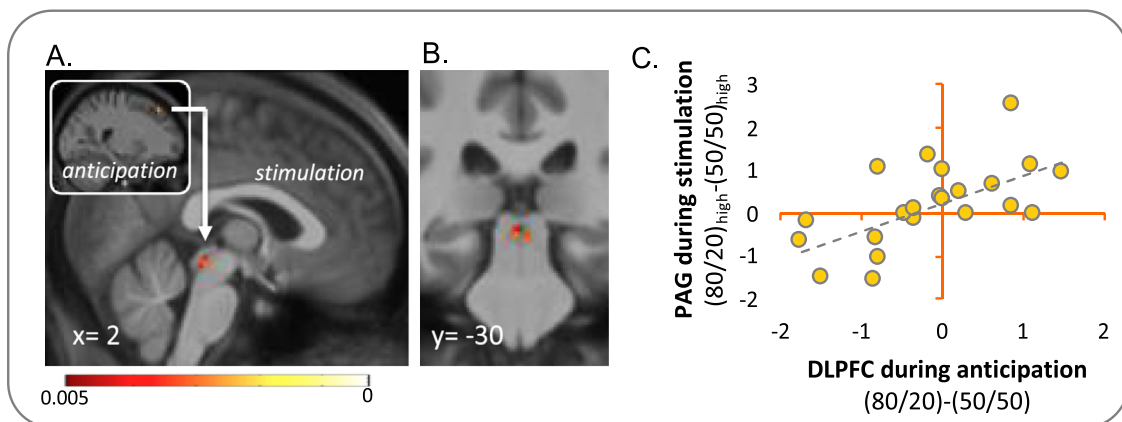 A.
anticipation
stimulation
x= 2
0.005
0
B.
y= -30
C.
PAG during stimulation
(80/20)high-(50/50)high
3
2
1
0
-1
-2
-2
-1
0
1
2
DLPFC during anticipation
(80/20)-(50/50)